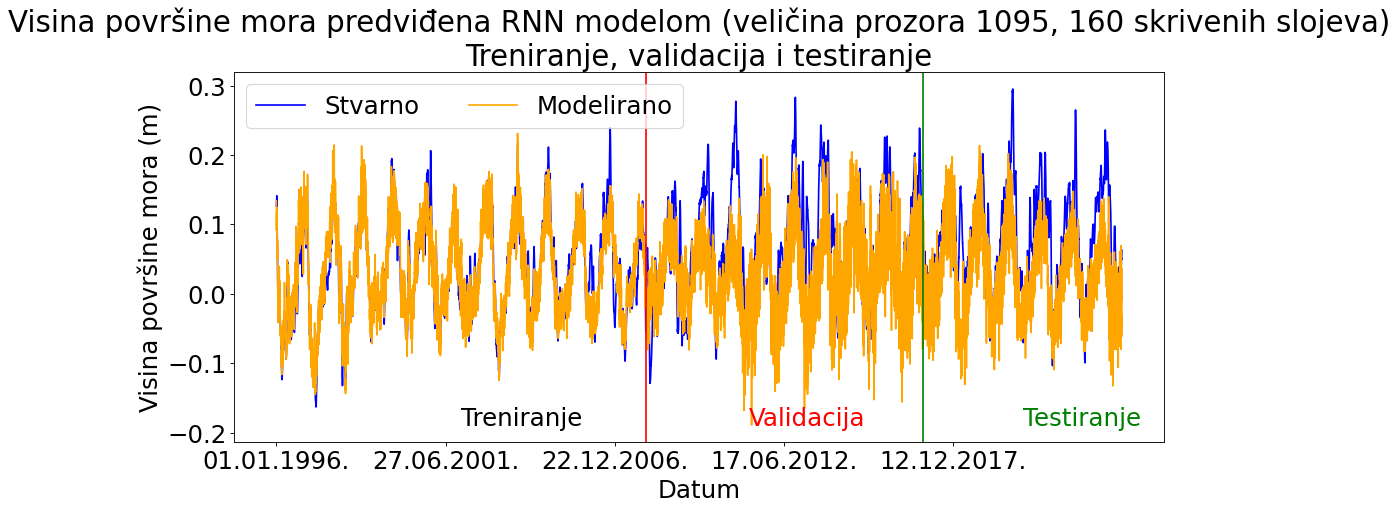 Visina površine mora predviđena RNN modelom (veličina prozora 1095, 160 skrivenih slojeva)
Treniranje, validacija i testiranje
Stvarno
Modelirano
Visina površine mora (m)
0.3
0.2
0.1
0.0
−0.1
−0.2
Treniranje
Validacija
Testiranje
01.01.1996.
27.06.2001.
22.12.2006.
17.06.2012.
12.12.2017.
Datum